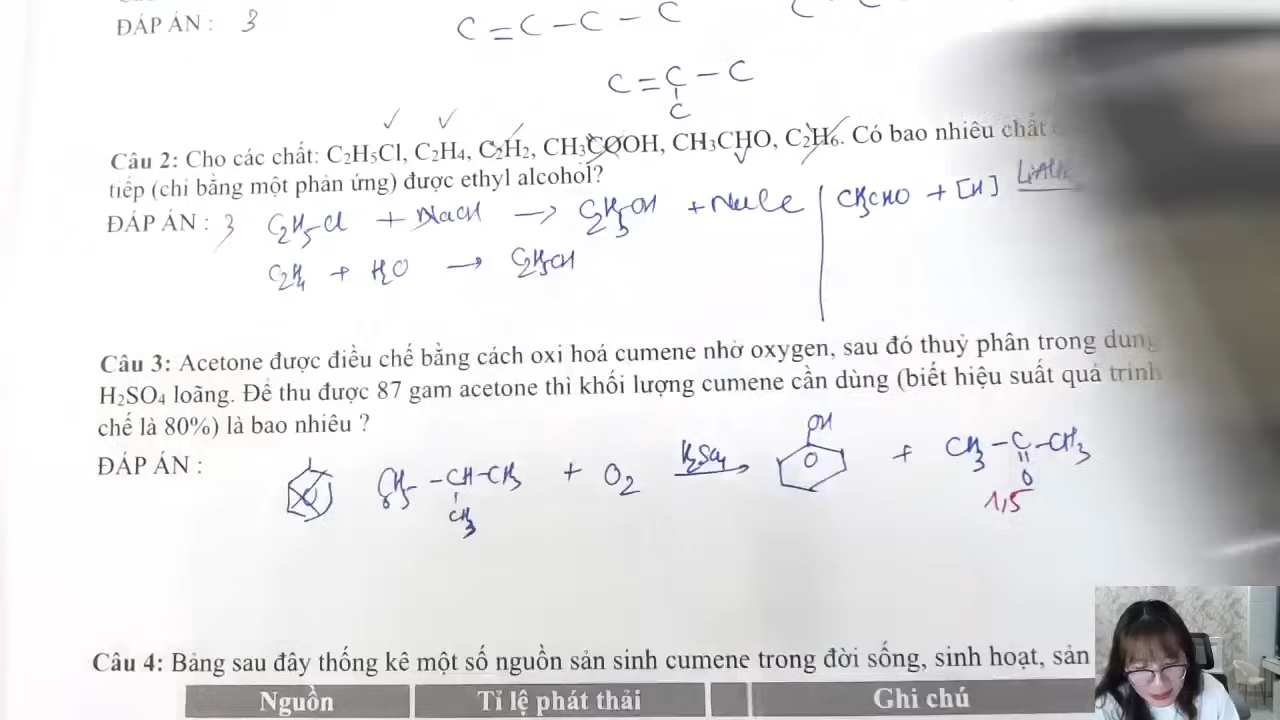 ĐÁP ÁN : 3
C = C – C – C
C = C – C
C
Câu 2: Cho các chất: C₂H₅Cl, C₂H₄, C₂H₂, CH₃COOH, CH₃CHO, C₂H₆. Có bao nhiêu chất
tiếp (chỉ bằng một phản ứng) được ethyl alcohol?
ĐÁP ÁN : 3 C₂H₅Cl + NaOH → C₂H₅OH + NaCl | CH₃CHO + [H] LiAlH
C₂H₄ + H₂O → C₂H₅OH
Câu 3: Acetone được điều chế bằng cách oxi hoá cumene nhờ oxygen, sau đó thuỷ phân trong dung
H₂SO₄ loãng. Để thu được 87 gam acetone thì khối lượng cumene cần dùng (biết hiệu suất quá trình
chế là 80%) là bao nhiêu ?
ĐÁP ÁN :
–CH–CH₃ + O₂ H₂SO₄ OH + CH₃ – C –CH₃
CH₃ O
1,5
Câu 4: Bảng sau đây thống kê một số nguồn sản sinh cumene trong đời sống, sinh hoạt, sản
Nguồn Tỉ lệ phát thải Ghi chú